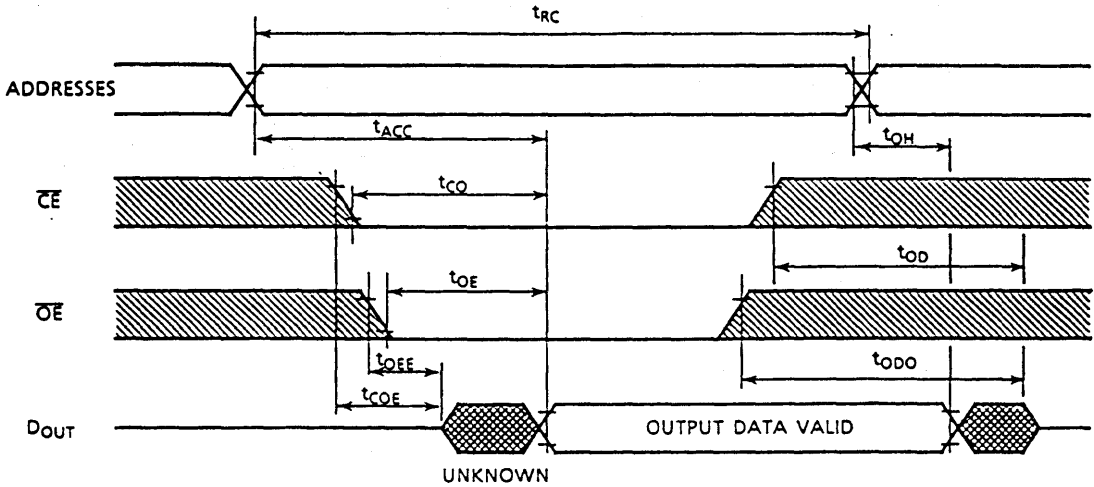 tRC
ADDRESSES
tACC
tOH
tCO
CE
tOD
tOE
OE
tOEE
tODO
tCOE
DOUT
OUTPUT DATA VALID
UNKNOWN